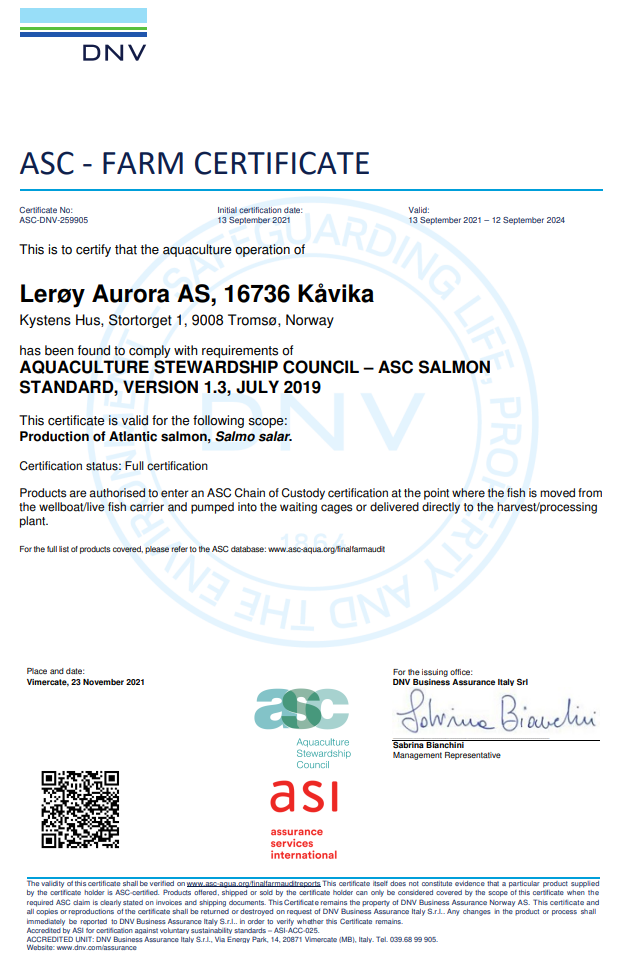 DNV
ASC - FARM CERTIFICATE
Certificate No:
ASC-DNV-259905
Initial certification date:
13 September 2021
Valid:
13 September 2021 – 12 September 2024
This is to certify that the aquaculture operation of
Lerøy Aurora AS, 16736 Kåvika
Kystens Hus, Stortorget 1, 9008 Tromsø, Norway
has been found to comply with requirements of
AQUACULTURE STEWARDSHIP COUNCIL – ASC SALMON
STANDARD, VERSION 1.3, JULY 2019
This certificate is valid for the following scope:
Production of Atlantic salmon, Salmo salar.
Certification status: Full certification
Products are authorised to enter an ASC Chain of Custody certification at the point where the fish is moved from
the wellboat/live fish carrier and pumped into the waiting cages or delivered directly to the harvest/processing
plant.
For the full list of products covered, please refer to the ASC database: www.asc-aqua.org/finalfarmaudit
SAFEGUARDING LIFE, PROPERTY AND THE ENVIRONMENT
DNV
1864
Place and date:
Vimercate, 23 November 2021
For the issuing office:
DNV Business Assurance Italy Srl
Sabrina Bianchini
Sabrina Bianchini
Management Representative
asc
Aquaculture
Stewardship
Council
asi
assurance
services
international
The validity of this certificate shall be verified on www.asc-aqua.org/finalfarmauditreports This certificate itself does not constitute evidence that a particular product supplied
by the certificate holder is ASC-certified. Products offered, shipped or sold by the certificate holder can only be considered covered by the scope of this certificate when the
required ASC claim is clearly stated on invoices and shipping documents. This Certificate remains the property of DNV Business Assurance Norway AS. This certificate and
all copies or reproductions of the certificate shall be returned or destroyed on request of DNV Business Assurance Italy S.r.l.. Any changes in the product or process shall
immediately be reported to DNV Business Assurance Italy S.r.l.. in order to verify whether this Certificate remains.
Accredited by ASI for certification against voluntary sustainability standards – ASI-ACC-025.
ACCREDITED UNIT: DNV Business Assurance Italy S.r.l., Via Energy Park, 14, 20871 Vimercate (MB), Italy. Tel. 039.68 99 905.
Website: www.dnv.com/assurance